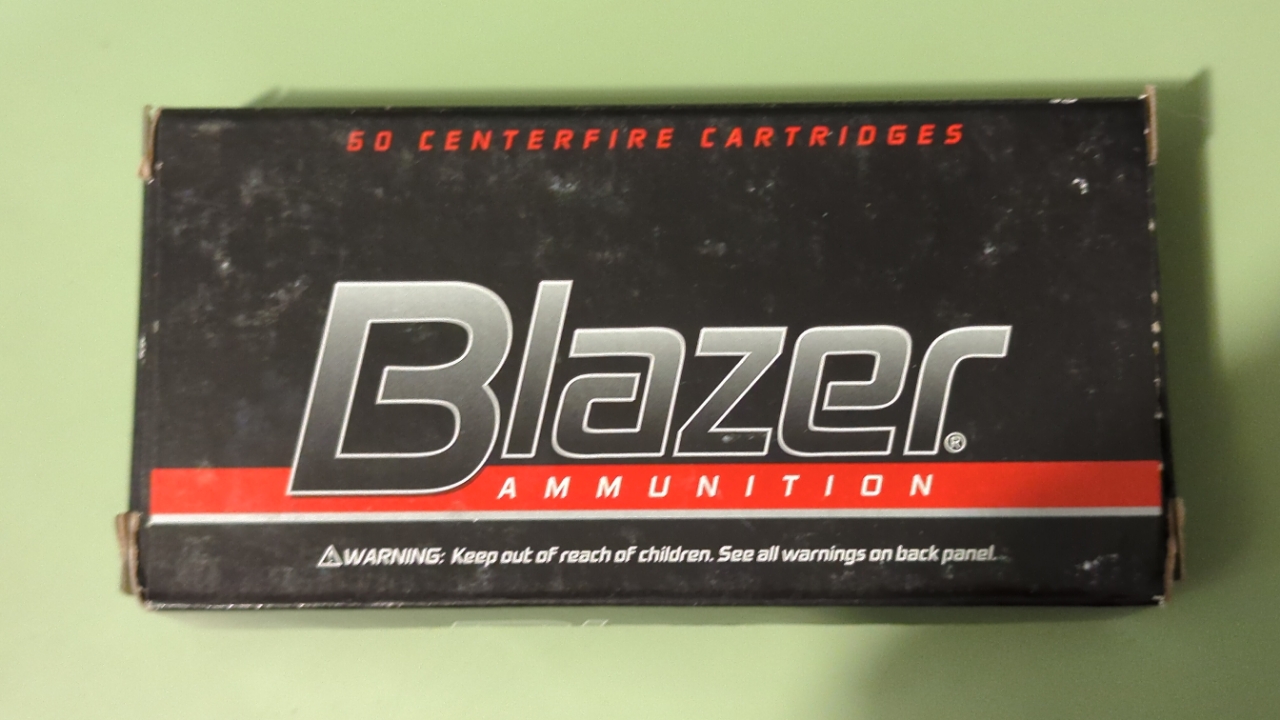 50 CENTERFIRE CARTRIDGES
Blazer®
AMMUNITION
⚠WARNING: Keep out of reach of children. See all warnings on back panel.